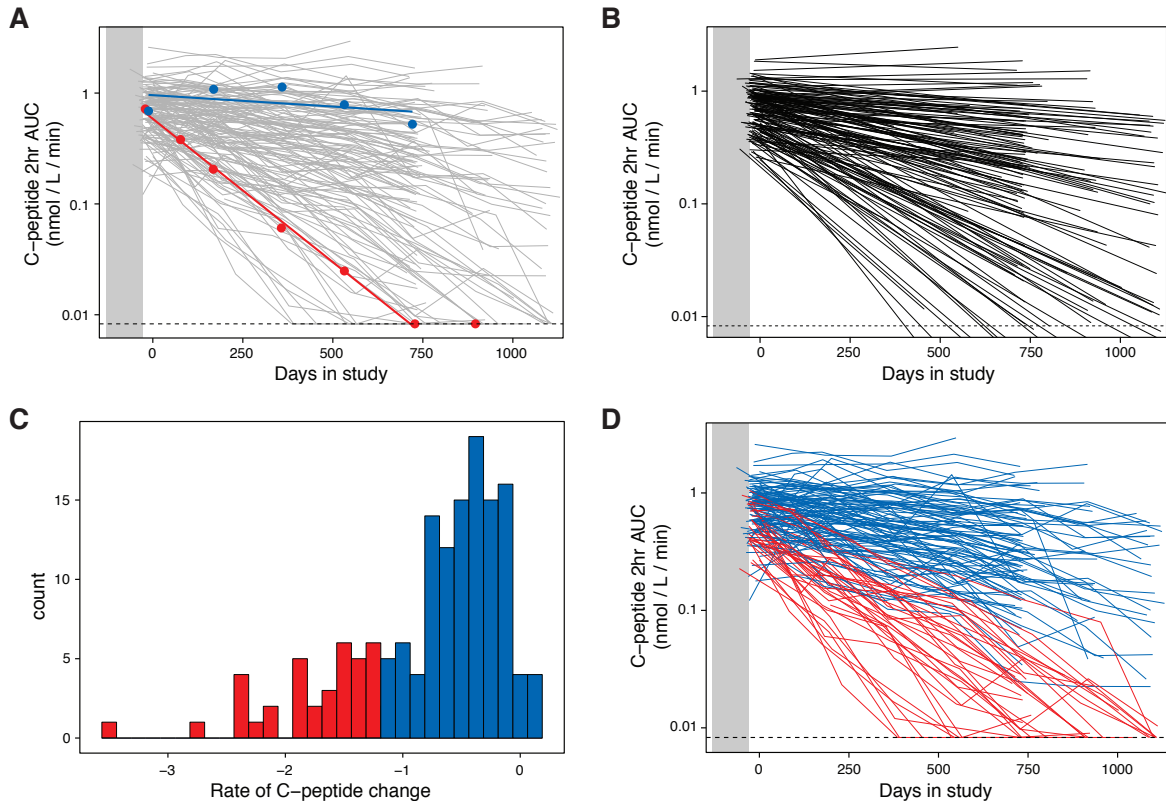 A
C−peptide 2hr AUC
(nmol / L / min)
1
0.1
0.01
0 250 500 750 1000
Days in study
B
C−peptide 2hr AUC
(nmol / L / min)
1
0.1
0.01
0 250 500 750 1000
Days in study
C
count
15
10
5
0
−3 −2 −1 0
Rate of C−peptide change
D
C−peptide 2hr AUC
(nmol / L / min)
1
0.1
0.01
0 250 500 750 1000
Days in study